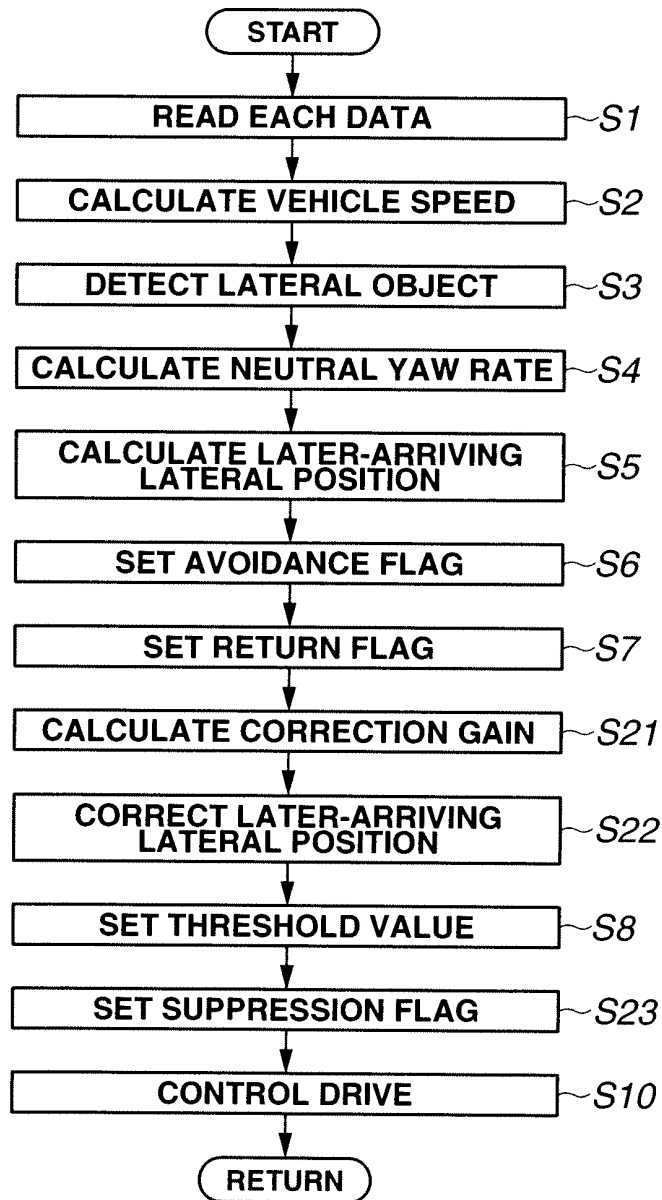 START
READ EACH DATA S1
CALCULATE VEHICLE SPEED S2
DETECT LATERAL OBJECT S3
CALCULATE NEUTRAL YAW RATE S4
CALCULATE LATER-ARRIVING
LATERAL POSITION S5
SET AVOIDANCE FLAG S6
SET RETURN FLAG S7
CALCULATE CORRECTION GAIN S21
CORRECT LATER-ARRIVING
LATERAL POSITION S22
SET THRESHOLD VALUE S8
SET SUPPRESSION FLAG S23
CONTROL DRIVE S10
RETURN